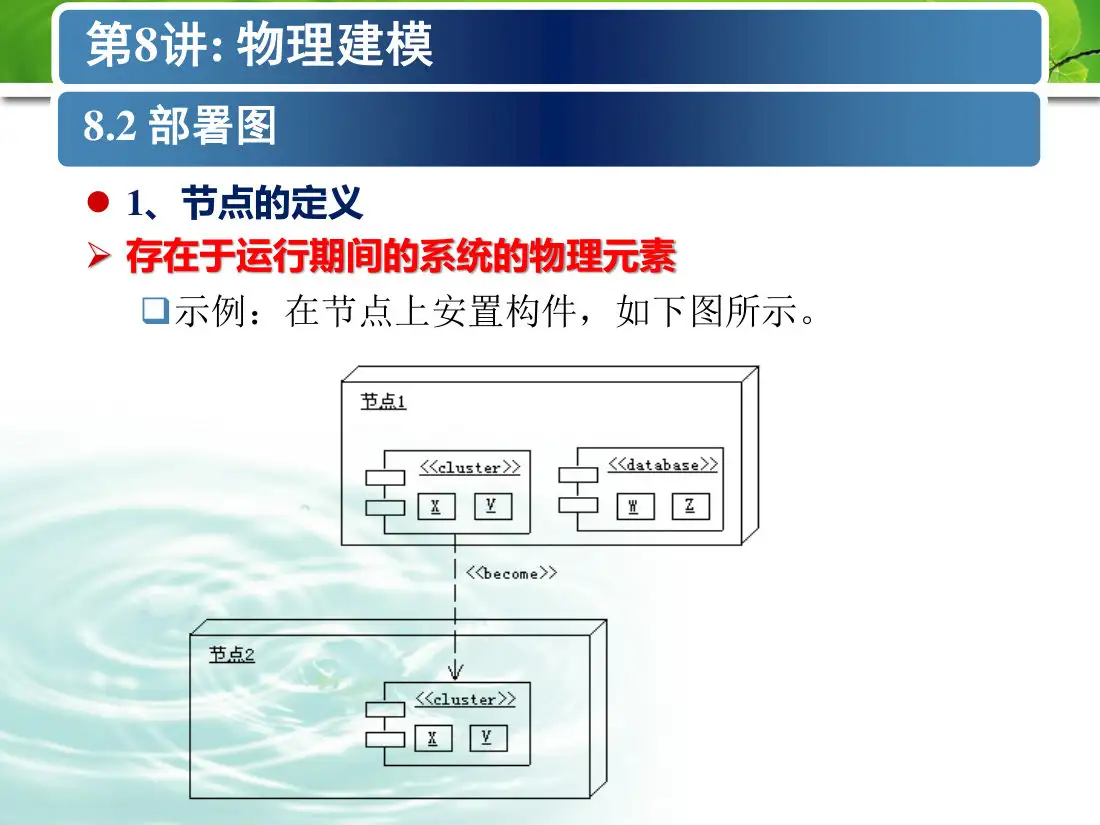 第8讲: 物理建模
8.2 部署图
1、节点的定义
存在于运行期间的系统的物理元素
示例：在节点上安置构件，如下图所示。
节点1
<<cluster>>
X V
<<database>>
W Z
<<become>>
节点2
<<cluster>>
X V